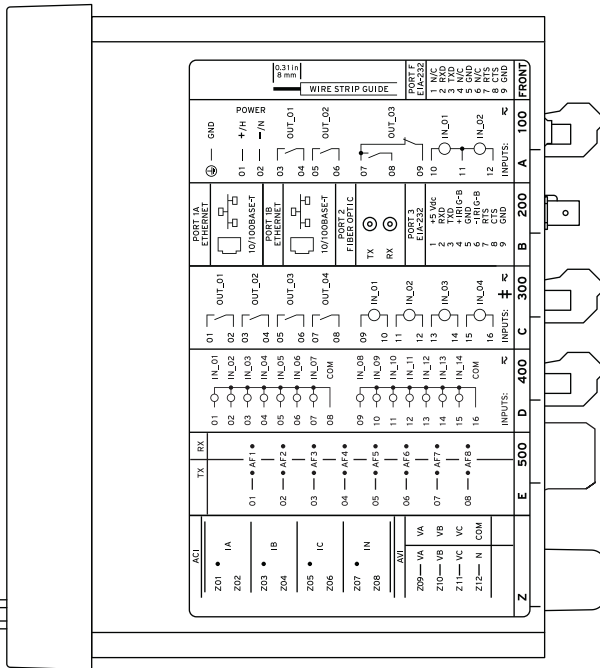 0.31 in
8 mm
WIRE STRIP GUIDE
PORT F
EIA-232
1 N/C
2 RXD
3 TXD
4 N/C
5 GND
6 N/C
7 RTS
8 CTS
9 GND
FRONT
GND
POWER
01 +/H
02 −/N
03
04
OUT_01
05
06
OUT_02
07
08
09
OUT_03
10
IN_01
11
IN_02
12
INPUTS:
A 100
PORT 1A
ETHERNET
10/100BASE-T
PORT 1B
ETHERNET
10/100BASE-T
PORT 2
FIBER OPTIC
TX
RX
PORT 3
EIA-232
1 +5 Vdc
2 RXD
3 TXD
4 +IRIG-B
5 GND
6 -IRIG-B
7 RTS
8 CTS
9 GND
B 200
01
02
OUT_01
03
04
OUT_02
05
06
OUT_03
07
08
OUT_04
09
10
IN_01
11
12
IN_02
13
14
IN_03
15
16
IN_04
INPUTS:
C 300
01 IN_01
02 IN_02
03 IN_03
04 IN_04
05 IN_05
06 IN_06
07 IN_07
08 COM
09 IN_08
10 IN_09
11 IN_10
12 IN_11
13 IN_12
14 IN_13
15 IN_14
16 COM
INPUTS:
D 400
TX RX
01 AF1
02 AF2
03 AF3
04 AF4
05 AF5
06 AF6
07 AF7
08 AF8
E 500
ACI
Z01
Z02
IA
Z03
Z04
IB
Z05
Z06
IC
Z07
Z08
IN
AVI
Z09 VA VA
Z10 VB VB
Z11 VC VC
Z12 N COM
Z